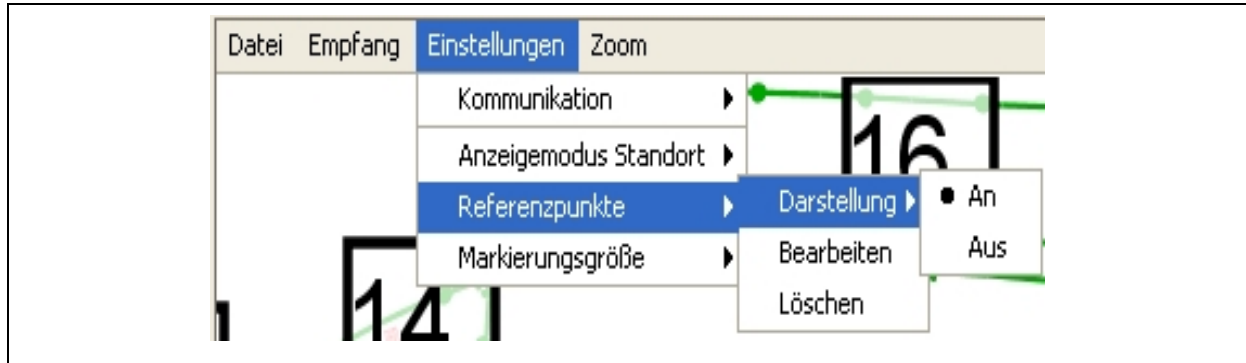 Datei Empfang Einstellungen Zoom
Kommunikation
16
Anzeigemodus Standort
Referenzpunkte Darstellung An
Markierungsgröße Bearbeiten Aus
14 Löschen